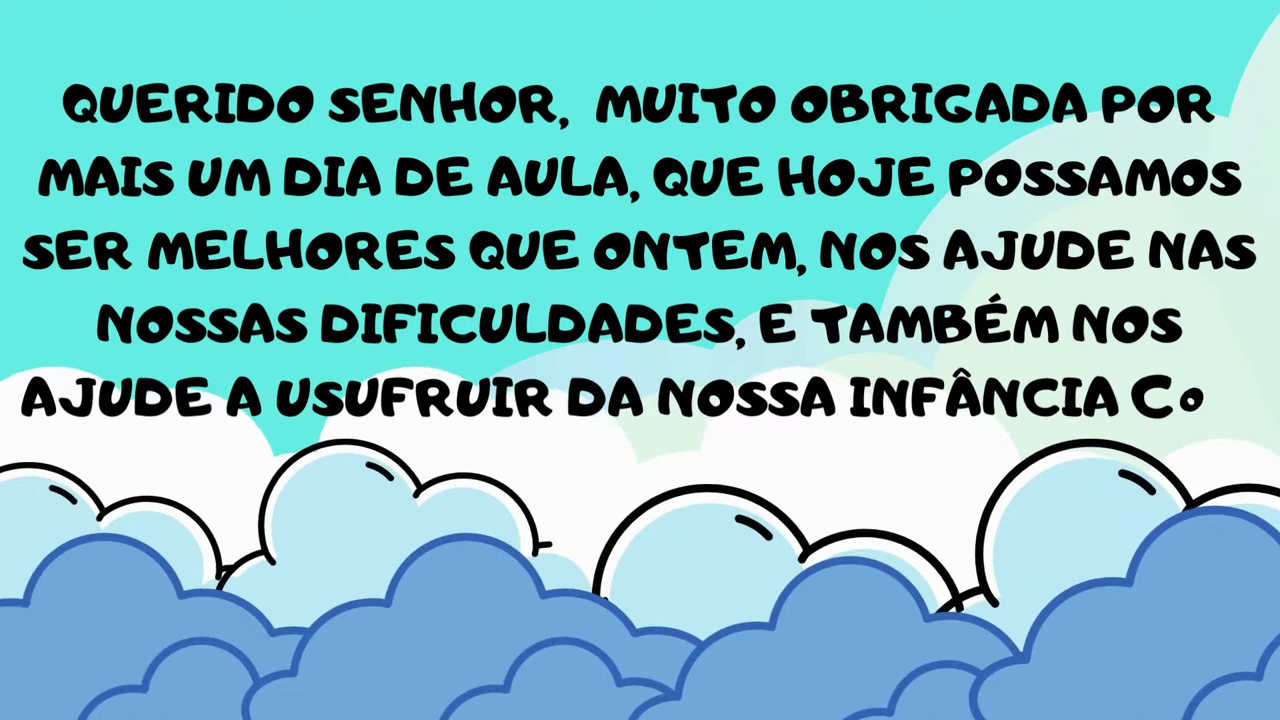 QUERIDO SENHOR, MUITO OBRIGADA POR
MAIS UM DIA DE AULA, QUE HOJE POSSAMOS
SER MELHORES QUE ONTEM, NOS AJUDE NAS
NOSSAS DIFICULDADES, E TAMBÉM NOS
AJUDE A USUFRUIR DA NOSSA INFÂNCIA CO